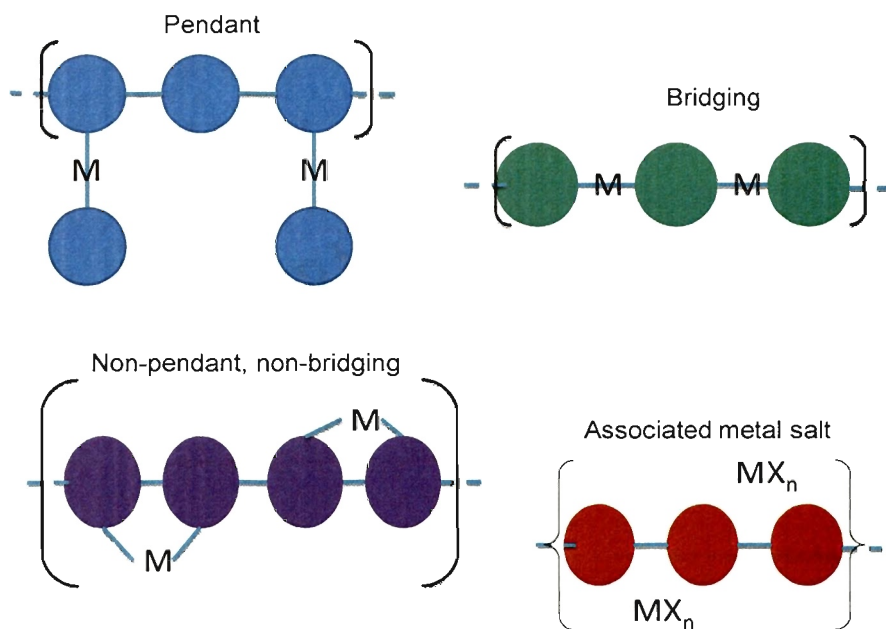 Pendant
M
M
Bridging
M
M
Non-pendant, non-bridging
M
M
Associated metal salt
MXn
MXn